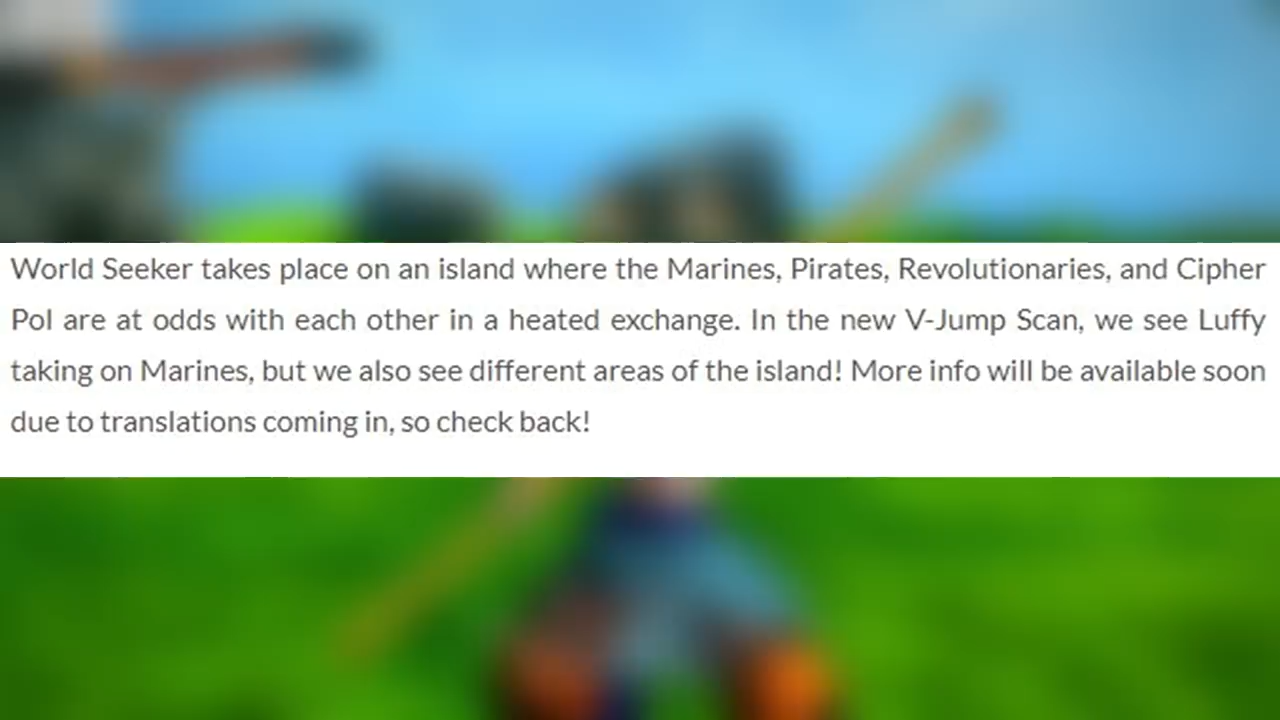 World Seeker takes place on an island where the Marines, Pirates, Revolutionaries, and Cipher
Pol are at odds with each other in a heated exchange. In the new V-Jump Scan, we see Luffy
taking on Marines, but we also see different areas of the island! More info will be available soon
due to translations coming in, so check back!